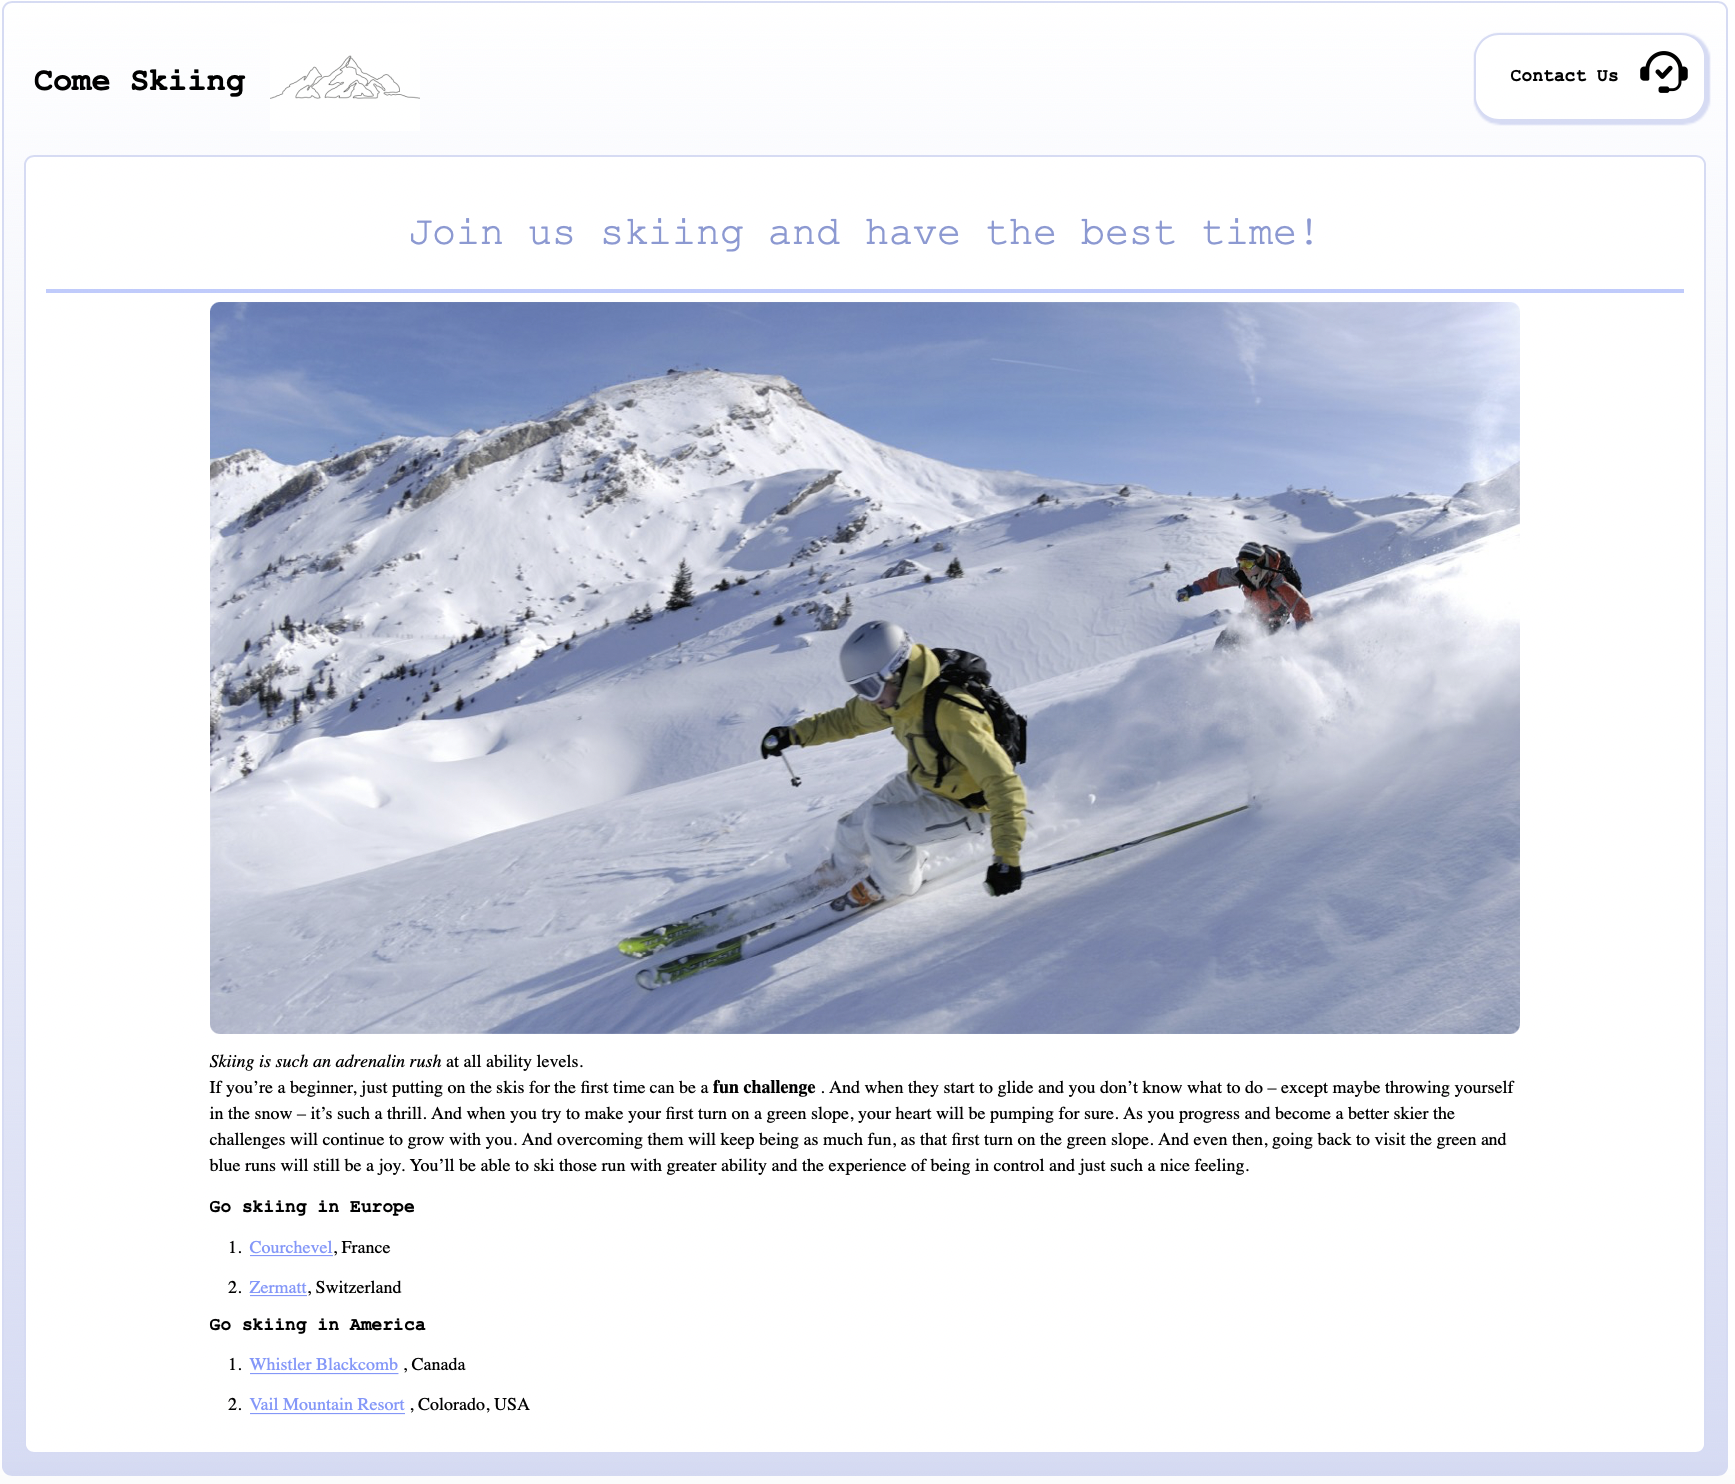 Come Skiing
Contact Us
Join us skiing and have the best time!
Skiing is such an adrenalin rush at all ability levels.
If you’re a beginner, just putting on the skis for the first time can be a fun challenge . And when they start to glide and you don’t know what to do – except maybe throwing yourself
in the snow – it’s such a thrill. And when you try to make your first turn on a green slope, your heart will be pumping for sure. As you progress and become a better skier the
challenges will continue to grow with you. And overcoming them will keep being as much fun, as that first turn on the green slope. And even then, going back to visit the green and
blue runs will still be a joy. You’ll be able to ski those run with greater ability and the experience of being in control and just such a nice feeling.
Go skiing in Europe
1. Courchevel, France
2. Zermatt, Switzerland
Go skiing in America
1. Whistler Blackcomb , Canada
2. Vail Mountain Resort , Colorado, USA